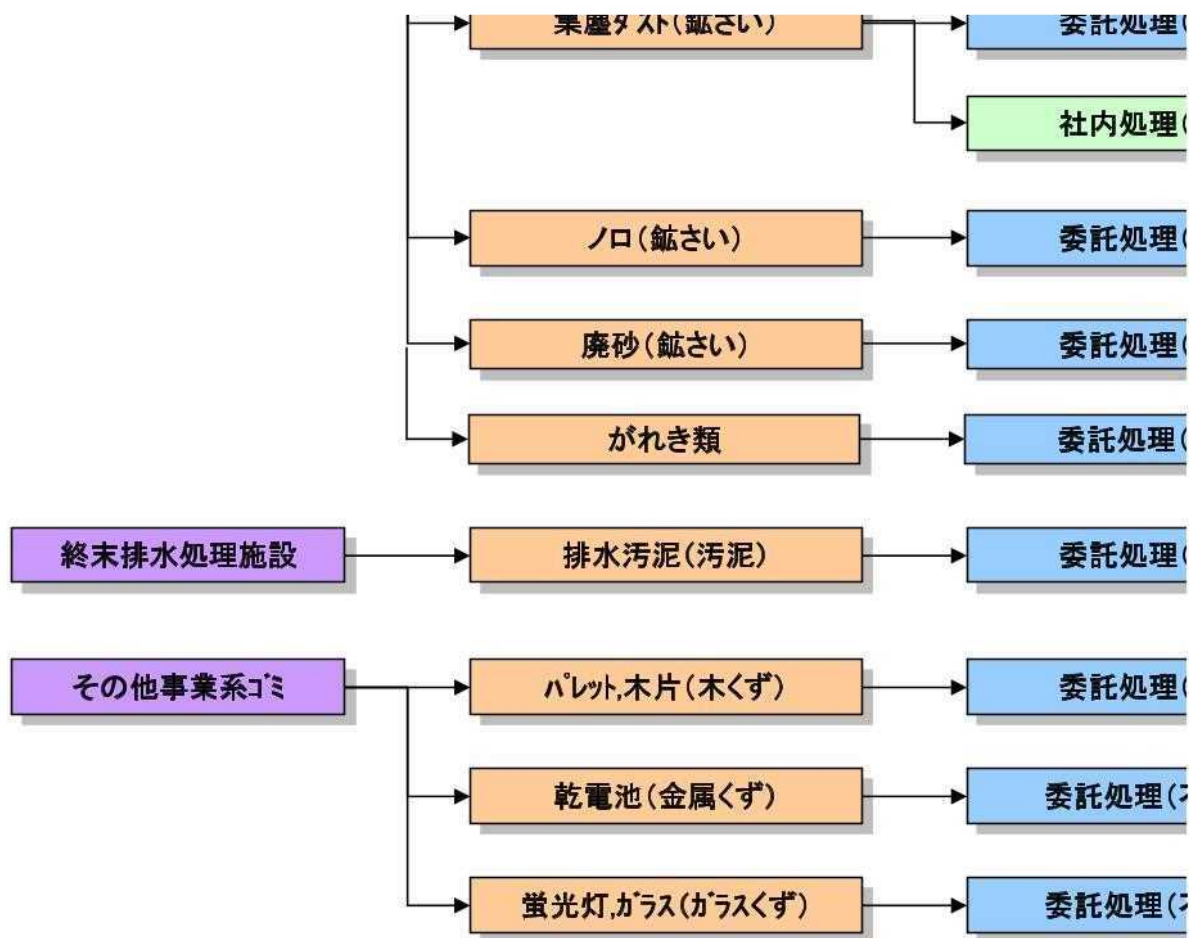 集塵ダスト(鉱さい) 委託処理(
社内処理(
ノロ(鉱さい) 委託処理(
廃砂(鉱さい) 委託処理(
がれき類 委託処理(
終末排水処理施設 排水汚泥(汚泥) 委託処理(
その他事業系ゴミ パレット,木片(木くず) 委託処理(
乾電池(金属くず) 委託処理(
蛍光灯,ガラス(ガラスくず) 委託処理(